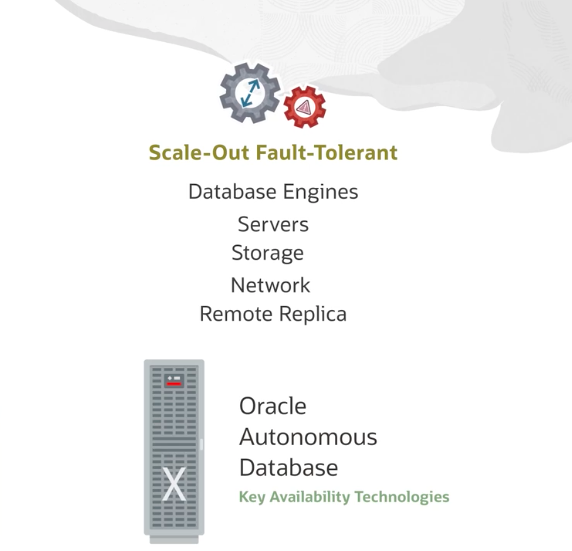 Scale-Out Fault-Tolerant
Database Engines
Servers
Storage
Network
Remote Replica
X
Oracle
Autonomous
Database
Key Availability Technologies